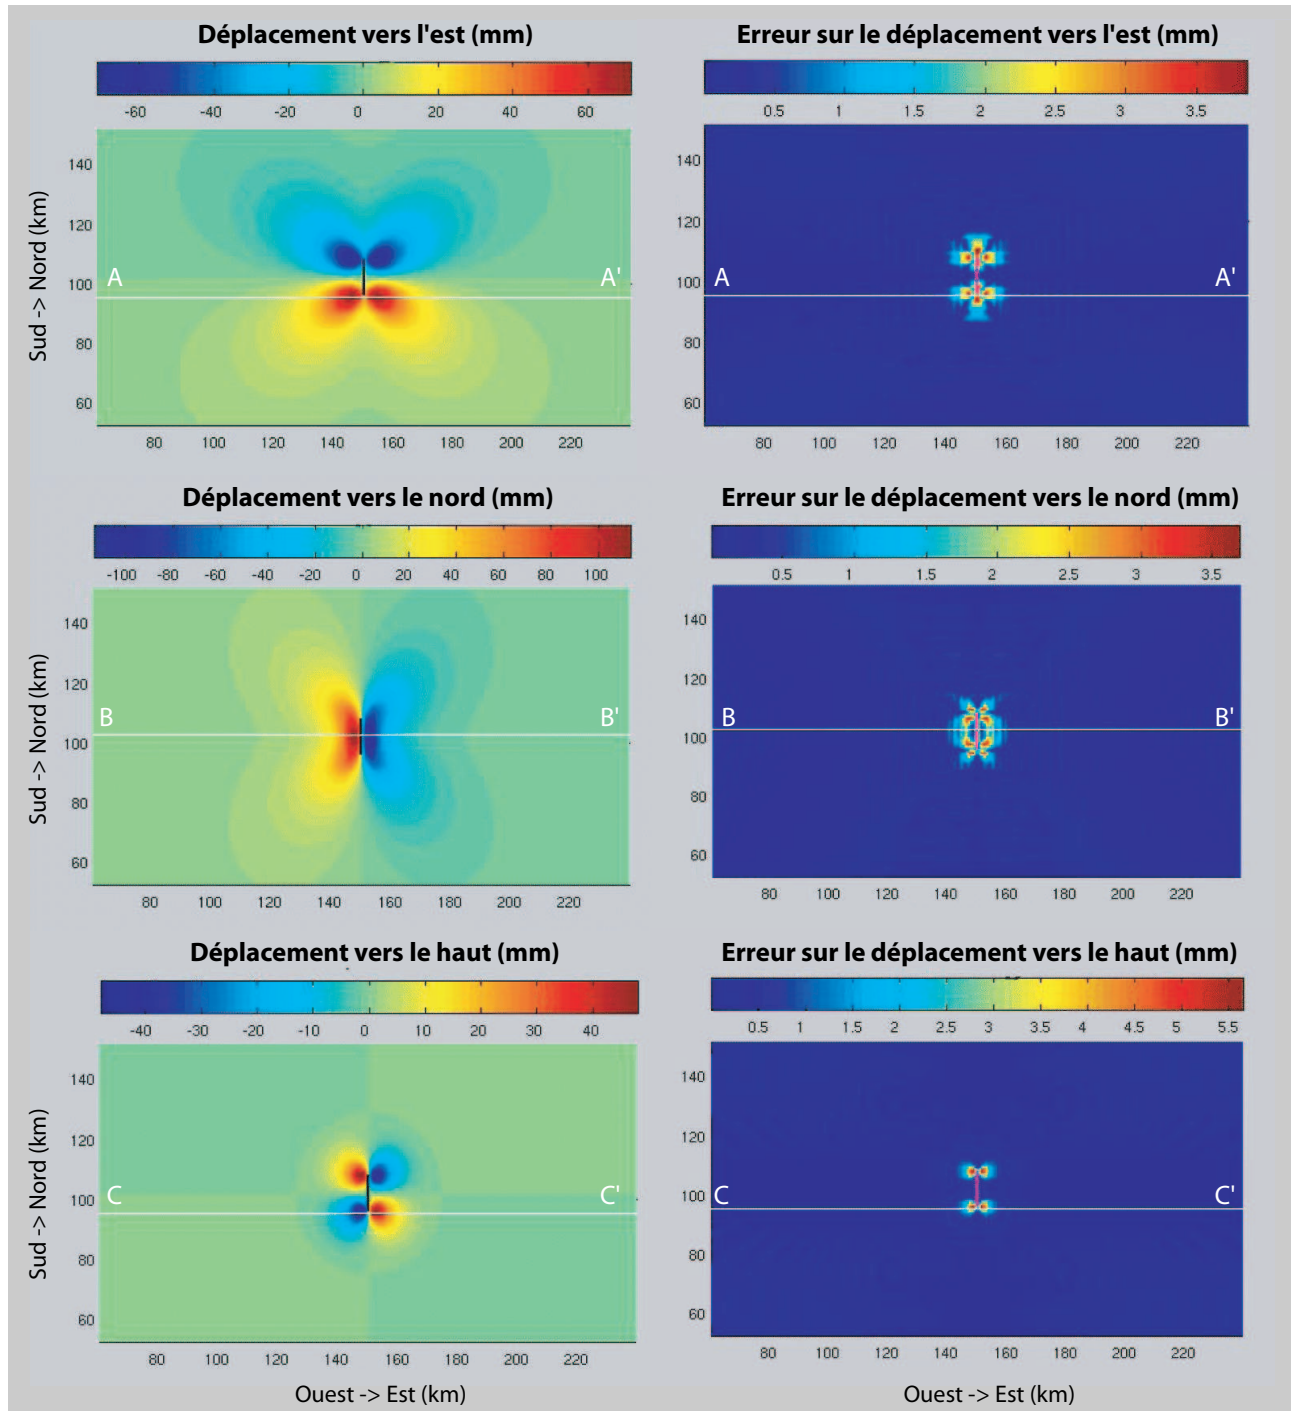 Déplacement vers l'est (mm)
Erreur sur le déplacement vers l'est (mm)
-60 -40 -20 0 20 40 60
0.5 1 1.5 2 2.5 3 3.5
Sud -> Nord (km)
140
120
100
80
60
A A'
80 100 120 140 160 180 200 220
140
120
100
80
60
A A'
80 100 120 140 160 180 200 220
Déplacement vers le nord (mm)
Erreur sur le déplacement vers le nord (mm)
-100 -80 -60 -40 -20 0 20 40 60 80 100
0.5 1 1.5 2 2.5 3 3.5
Sud -> Nord (km)
140
120
100
80
60
B B'
80 100 120 140 160 180 200 220
140
120
100
80
60
B B'
80 100 120 140 160 180 200 220
Déplacement vers le haut (mm)
Erreur sur le déplacement vers le haut (mm)
-40 -30 -20 -10 0 10 20 30 40
0.5 1 1.5 2 2.5 3 3.5 4 4.5 5 5.5
Sud -> Nord (km)
140
120
100
80
60
C C'
80 100 120 140 160 180 200 220
140
120
100
80
60
C C'
80 100 120 140 160 180 200 220
Ouest -> Est (km)
Ouest -> Est (km)